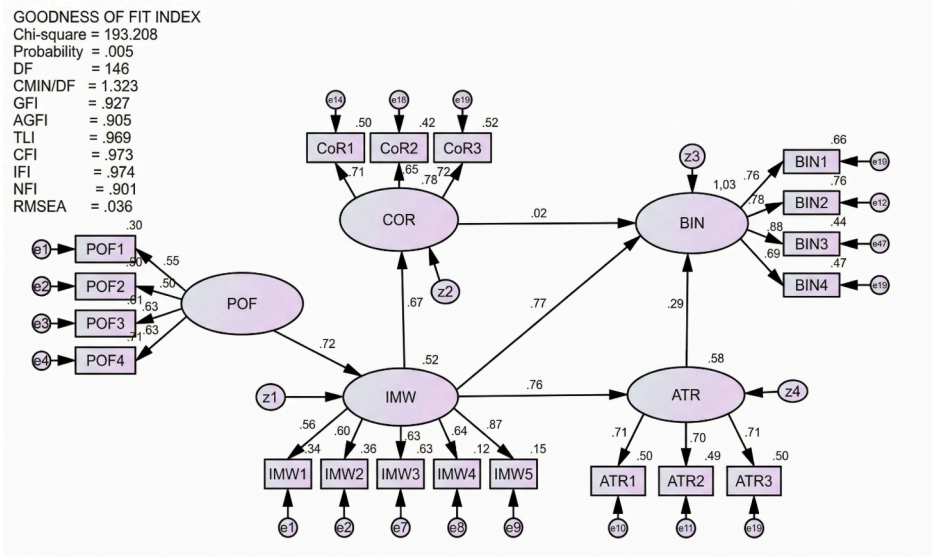 GOODNESS OF FIT INDEX
Chi-square = 193.208
Probability = .005
DF = 146
CMIN/DF = 1.323
GFI = .927
AGFI = .905
TLI = .969
CFI = .973
IFI = .974
NFI = .901
RMSEA = .036
e14 e18 e19
.50 .42 .52
CoR1 CoR2 CoR3
.71 .65 .78 .72
COR
z2
.02
.67
z3
1,03
BIN
.76 .66 BIN1 e19
.78 .76 BIN2 e12
.88 .44 BIN3 e47
.69 .47 BIN4 e19
.30
e1 POF1 .55
e2 POF2 .50
e3 POF3 .63
e4 POF4 .71 .63
POF
.72
.77
.29
.52
z1 IMW
.76
.58
ATR z4
.56 .60 .63 .64 .87
.34 .36 .63 .12 .15
IMW1 IMW2 IMW3 IMW4 IMW5
e1 e2 e7 e8 e9
.71 .70 .71
.50 .49 .50
ATR1 ATR2 ATR3
e10 e11 e19